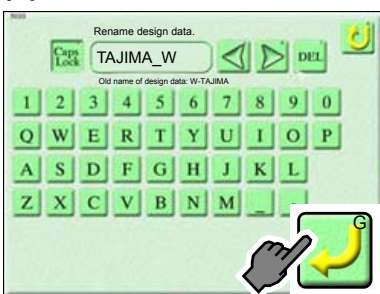 Rename design data.
Caps Lock TAJIMA_W DEL
Old name of design data: W-TAJIMA
1 2 3 4 5 6 7 8 9 0
Q W E R T Y U I O P
A S D F G H J K L
Z X C V B N M _
G